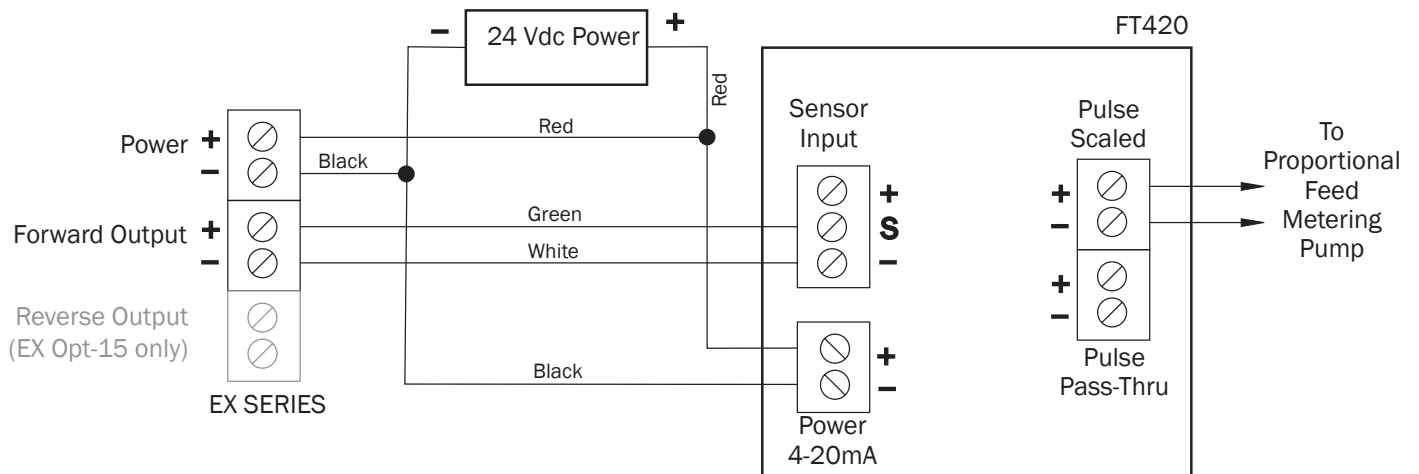 FT420
− 24 Vdc Power +
Red
Sensor
Input
Pulse
Scaled
To
Proportional
Feed
Metering
Pump
Power + −
Red
Black
Forward Output + −
Green
White
+
S
−
+
−
+
−
Reverse Output
(EX Opt-15 only)
EX SERIES
Black
+
−
Power
4-20mA
Pulse
Pass-Thru